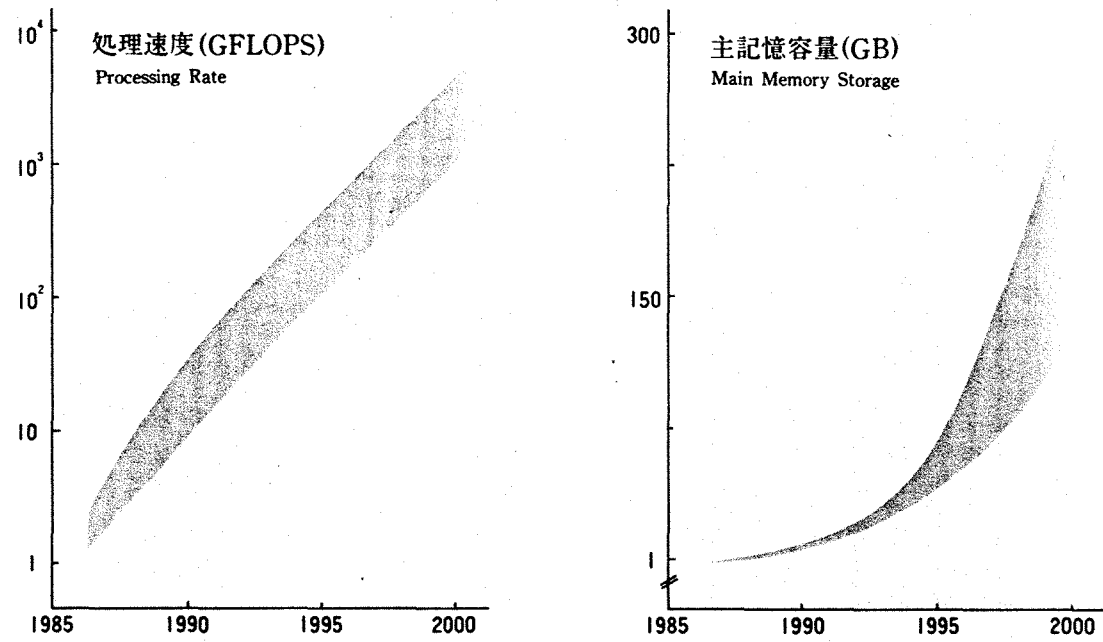 処理速度(GFLOPS)
Processing Rate
10⁴
10³
10²
10
1
1985 1990 1995 2000
主記憶容量(GB)
Main Memory Storage
300
150
1
1985 1990 1995 2000